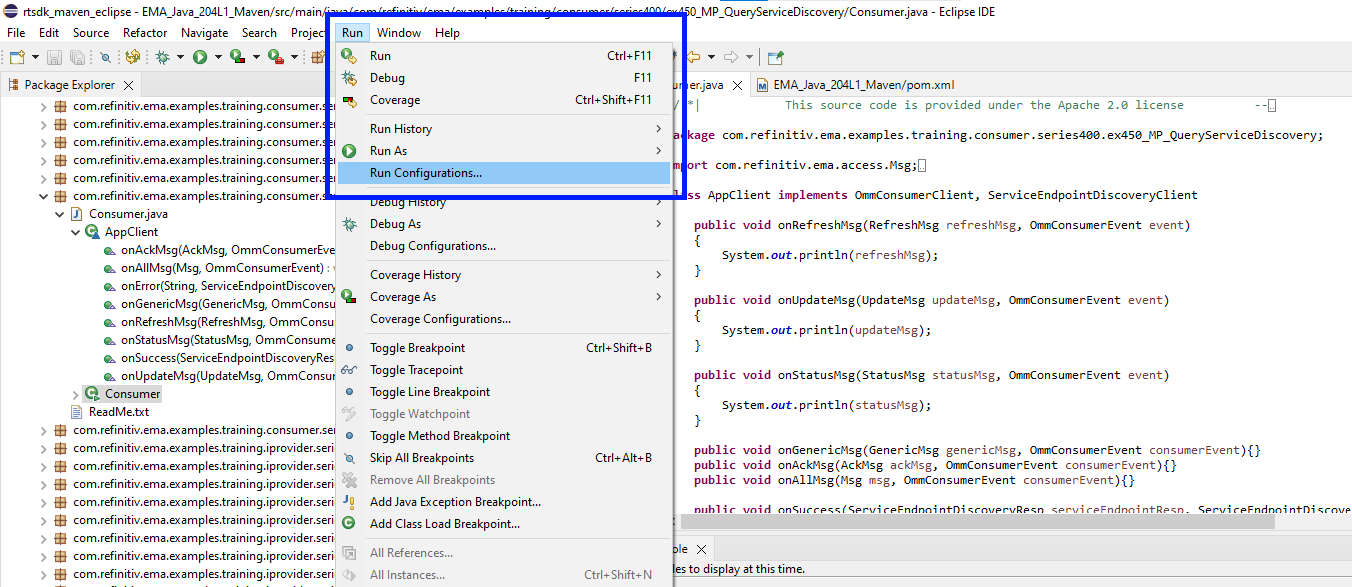 rtsdk_maven_eclipse - EMA_Java_204L1_Maven/src/main/java/com/refinitiv/ema/examples/training/consumer/series400/ex450_MP_QueryServiceDiscovery/Consumer.java - Eclipse IDE
File Edit Source Refactor Navigate Search Projec Run Window Help
Package Explorer
com.refinitiv.ema.examples.training.consumer.se
com.refinitiv.ema.examples.training.consumer.se
com.refinitiv.ema.examples.training.consumer.se
com.refinitiv.ema.examples.training.consumer.se
com.refinitiv.ema.examples.training.consumer.se
com.refinitiv.ema.examples.training.consumer.se
Consumer.java
AppClient
onAckMsg(AckMsg, OmmConsumerEve
onAllMsg(Msg, OmmConsumerEvent) :
onError(String, ServiceEndpointDiscovery
onGenericMsg(GenericMsg, OmmConsu
onRefreshMsg(RefreshMsg, OmmConsu
onStatusMsg(StatusMsg, OmmConsume
onSuccess(ServiceEndpointDiscoveryResp
onUpdateMsg(UpdateMsg, OmmConsu
Consumer
ReadMe.txt
com.refinitiv.ema.examples.training.consumer.se
com.refinitiv.ema.examples.training.iprovider.seri
com.refinitiv.ema.examples.training.iprovider.seri
com.refinitiv.ema.examples.training.iprovider.seri
com.refinitiv.ema.examples.training.iprovider.seri
com.refinitiv.ema.examples.training.iprovider.seri
com.refinitiv.ema.examples.training.iprovider.seri
com.refinitiv.ema.examples.training.iprovider.seri
com.refinitiv.ema.examples.training.iprovider.seri
Run Ctrl+F11
Debug F11
Coverage Ctrl+Shift+F11
Run History
Run As
Run Configurations...
Debug History
Debug As
Debug Configurations...
Coverage History
Coverage As
Coverage Configurations...
Toggle Breakpoint Ctrl+Shift+B
Toggle Tracepoint
Toggle Line Breakpoint
Toggle Watchpoint
Toggle Method Breakpoint
Skip All Breakpoints Ctrl+Alt+B
Remove All Breakpoints
Add Java Exception Breakpoint...
Add Class Load Breakpoint...
All References...
All Instances... Ctrl+Shift+N
umer.java EMA_Java_204L1_Maven/pom.xml
/*| This source code is provided under the Apache 2.0 license --
ackage com.refinitiv.ema.examples.training.consumer.series400.ex450_MP_QueryServiceDiscovery;
mport com.refinitiv.ema.access.Msg;
lass AppClient implements OmmConsumerClient, ServiceEndpointDiscoveryClient
public void onRefreshMsg(RefreshMsg refreshMsg, OmmConsumerEvent event)
{
System.out.println(refreshMsg);
}
public void onUpdateMsg(UpdateMsg updateMsg, OmmConsumerEvent event)
{
System.out.println(updateMsg);
}
public void onStatusMsg(StatusMsg statusMsg, OmmConsumerEvent event)
{
System.out.println(statusMsg);
}
public void onGenericMsg(GenericMsg genericMsg, OmmConsumerEvent consumerEvent){}
public void onAckMsg(AckMsg ackMsg, OmmConsumerEvent consumerEvent){}
public void onAllMsg(Msg msg, OmmConsumerEvent consumerEvent){}
public void onSuccess(ServiceEndpointDiscoveryResp serviceEndpointResp, ServiceEndpointDiscove
ole
les to display at this time.